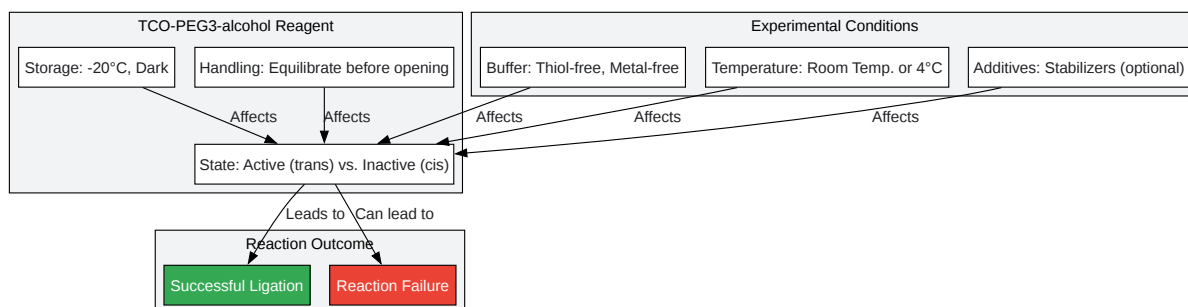 TCO-PEG3-alcohol Reagent
Experimental Conditions
Storage: -20°C, Dark
Handling: Equilibrate before opening
Buffer: Thiol-free, Metal-free
Temperature: Room Temp. or 4°C
Additives: Stabilizers (optional)
Affects
Affects
Affects
Affects
Affects
State: Active (trans) vs. Inactive (cis)
Leads to
Can lead to
Reaction Outcome
Successful Ligation
Reaction Failure